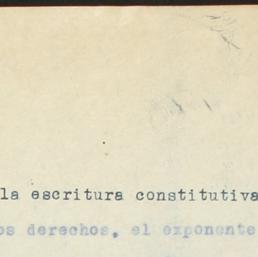 la escritura constitutiva
os derechos, el exponente